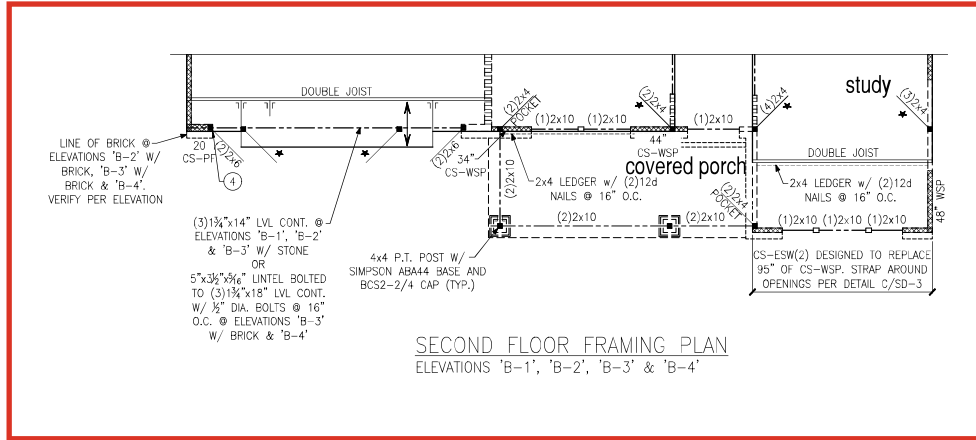 DOUBLE JOIST
(2)2x4
POCKET
(1)2x10
(1)2x10
(2)2x4
(1)2x10
(4)2x4
study
(3)2x4
DOUBLE JOIST
LINE OF BRICK @
ELEVATIONS 'B-2' W/
BRICK, 'B-3' W/
BRICK & 'B-4'.
VERIFY PER ELEVATION
20
CS-PF
(2)2x6
4
(2)2x6
34"
CS-WSP
(2)2x10
44"
CS-WSP
covered porch
2x4 LEDGER w/ (2)12d
NAILS @ 16" O.C.
2x4 LEDGER w/ (2)12d
NAILS @ 16" O.C.
48" WSP
(2)2x4
POCKET
(2)2x10
(2)2x10
(1)2x10
(1)2x10
(1)2x10
(3)1¾"x14" LVL CONT. @
ELEVATIONS 'B-1', 'B-2'
& 'B-3' W/ STONE
OR
5"x3½"x5/16" LINTEL BOLTED
TO (3)1¾"x18" LVL CONT.
W/ ½" DIA. BOLTS @ 16"
O.C. @ ELEVATIONS 'B-3'
W/ BRICK & 'B-4'
4x4 P.T. POST W/
SIMPSON ABA44 BASE AND
BCS2-2/4 CAP (TYP.)
CS-ESW(2) DESIGNED TO REPLACE
95" OF CS-WSP. STRAP AROUND
OPENINGS PER DETAIL C/SD-3
SECOND FLOOR FRAMING PLAN
ELEVATIONS 'B-1', 'B-2', 'B-3' & 'B-4'